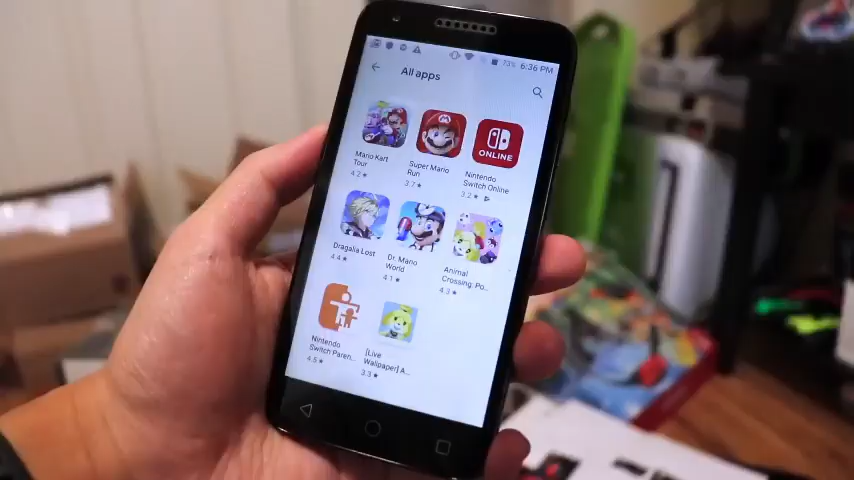 73% 6:36 PM
All apps
Mario Kart
Tour
4.2★
Super Mario
Run
3.7★
ONLINE
Nintendo
Switch Online
3.2★
Dragalia Lost
4.4★
Dr. Mario
World
4.1★
Animal
Crossing: Po...
4.3★
Nintendo
Switch Paren...
4.5★
[Live
Wallpaper] A...
3.3★